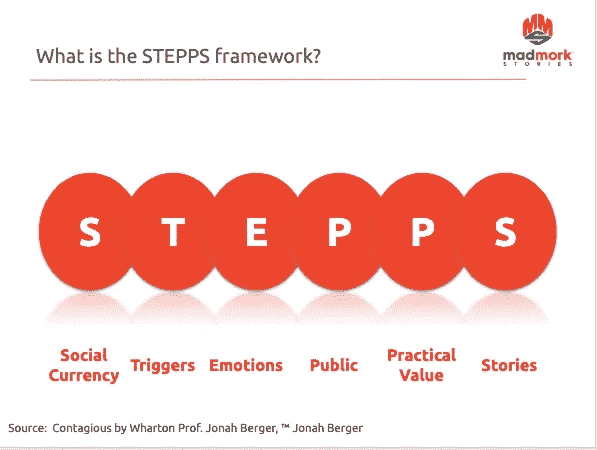 What is the STEPPS framework?
madmork
STORIES
S T E P P S
Social Currency
Triggers
Emotions
Public
Practical Value
Stories
Source: Contagious by Wharton Prof. Jonah Berger, ™ Jonah Berger